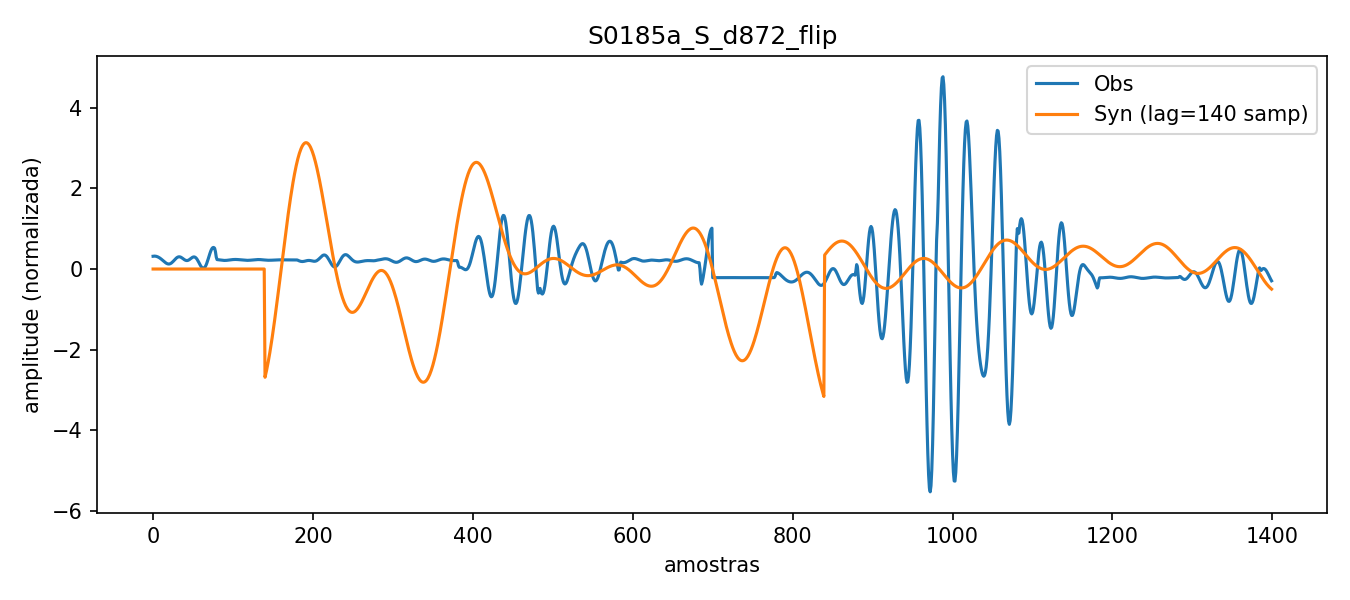 S0185a_S_d872_flip
Obs
Syn (lag=140 samp)
amplitude (normalizada)
4
2
0
−2
−4
−6
0 200 400 600 800 1000 1200 1400
amostras